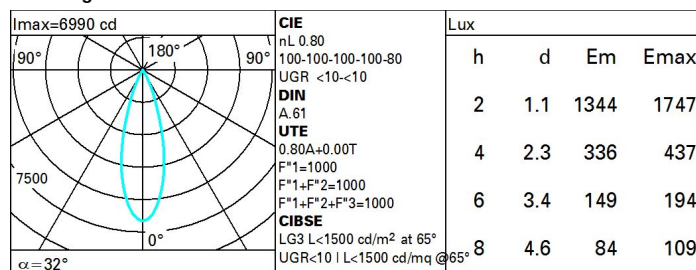 Imax=6990 cd
90°
180°
90°
7500
0°
α=32°
CIE
nL 0.80
100-100-100-100-80
UGR <10-<10
DIN
A.61
UTE
0.80A+0.00T
F"1=1000
F"1+F"2=1000
F"1+F"2+F"3=1000
CIBSE
LG3 L<1500 cd/m² at 65°
UGR<10 | L<1500 cd/mq @65°
Lux
h d Em Emax
2 1.1 1344 1747
4 2.3 336 437
6 3.4 149 194
8 4.6 84 109